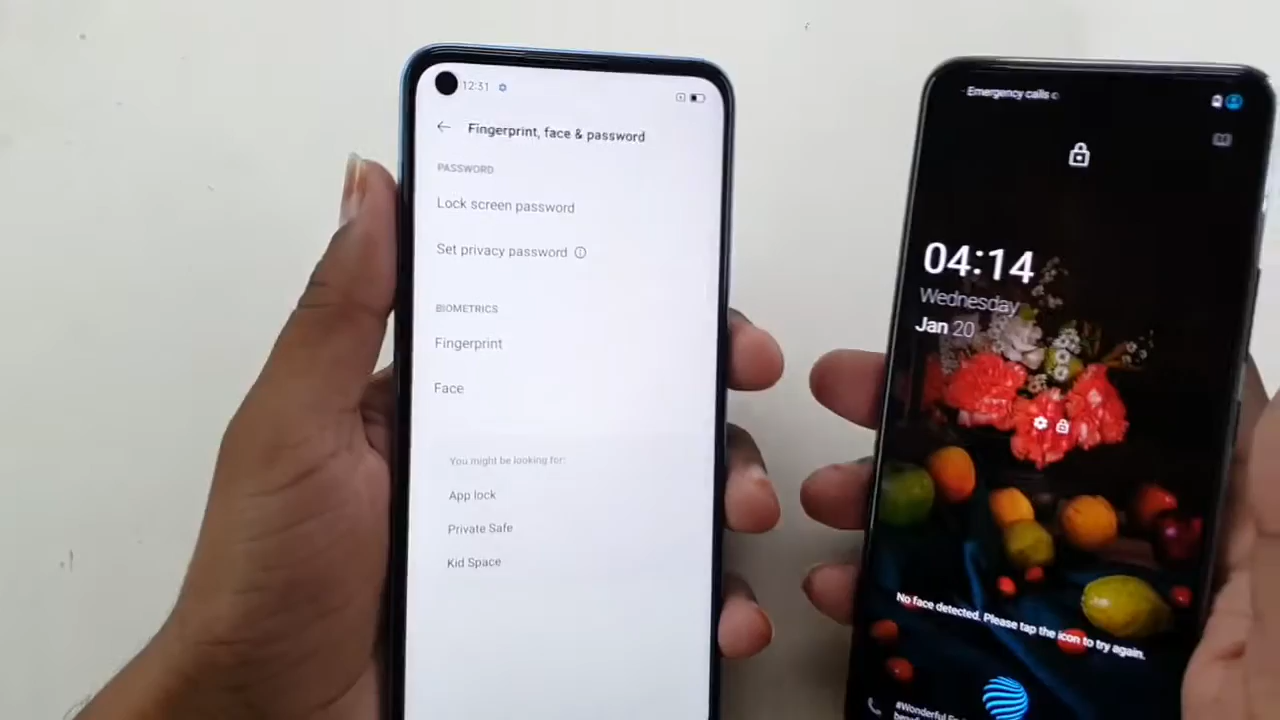 12:31
Fingerprint, face & password
PASSWORD
Lock screen password
Set privacy password
BIOMETRICS
Fingerprint
Face
You might be looking for:
App lock
Private Safe
Kid Space
Emergency calls
04:14
Wednesday
Jan 20
No face detected. Please tap the icon to try again.
#Wonderful